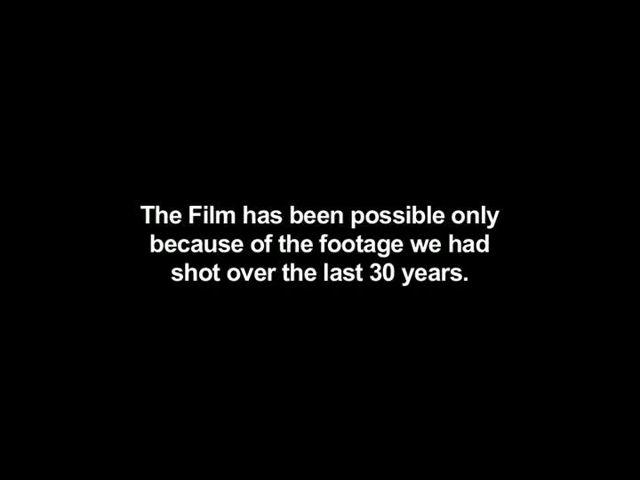 The Film has been possible only
because of the footage we had
shot over the last 30 years.